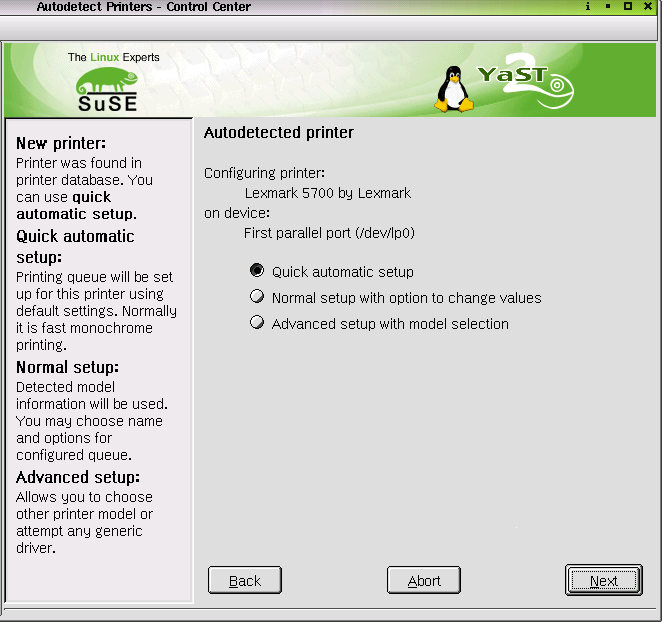 Autodetect Printers - Control Center
The Linux Experts
SuSE
YaST
2
New printer:
Printer was found in
printer database. You
can use quick
automatic setup.
Quick automatic
setup:
Printing queue will be set
up for this printer using
default settings. Normally
it is fast monochrome
printing.
Normal setup:
Detected model
information will be used.
You may choose name
and options for
configured queue.
Advanced setup:
Allows you to choose
other printer model or
attempt any generic
driver.
Autodetected printer
Configuring printer:
Lexmark 5700 by Lexmark
on device:
First parallel port (/dev/lp0)
Quick automatic setup
Normal setup with option to change values
Advanced setup with model selection
Back
Abort
Next